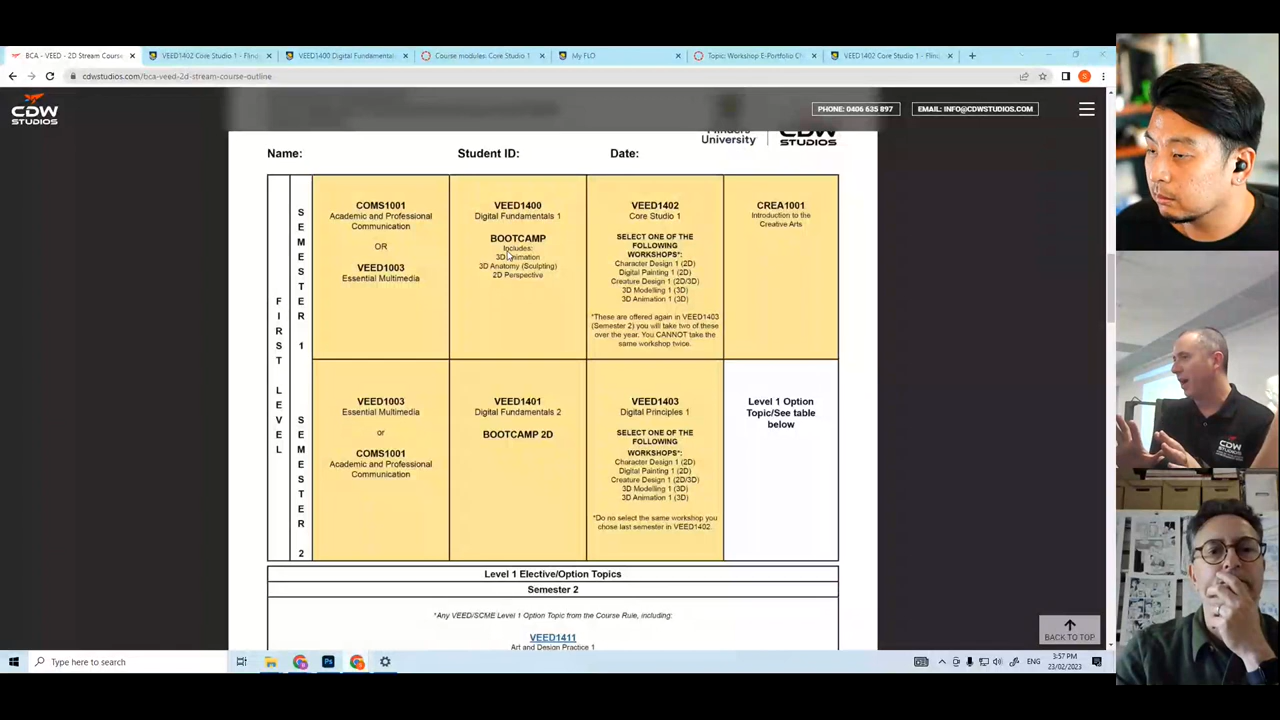 BCA - VEED - 2D Stream Cours
VEED1402 Core Studio 1 - Flin
VEED1400 Digital Fundamental
Course modules: Core Studio 1
My FLO
Topic: Workshop E-Portfolio C
VEED1402 Core Studio 1 - Flin
cdwstudios.com/bca-veed-2d-stream-course-outline
S
CDW
STUDIOS
PHONE: 0406 635 897
EMAIL: INFO@CDWSTUDIOS.COM
Flinders
University
CDW
STUDIOS
Name:
Student ID:
Date:
FIRST LEVEL
SEMESTER 1
COMS1001
Academic and Professional
Communication
OR
VEED1003
Essential Multimedia
VEED1400
Digital Fundamentals 1
BOOTCAMP
Includes:
3D Animation
3D Anatomy (Sculpting)
2D Perspective
VEED1402
Core Studio 1
SELECT ONE OF THE
FOLLOWING
WORKSHOPS*:
Character Design 1 (2D)
Digital Painting 1 (2D)
Creature Design 1 (2D/3D)
3D Modelling 1 (3D)
3D Animation 1 (3D)
*These are offered again in VEED1403
(Semester 2) you will take two of these
over the year. You CANNOT take the
same workshop twice.
CREA1001
Introduction to the
Creative Arts
SEMESTER 2
VEED1003
Essential Multimedia
or
COMS1001
Academic and Professional
Communication
VEED1401
Digital Fundamentals 2
BOOTCAMP 2D
VEED1403
Digital Principles 1
SELECT ONE OF THE
FOLLOWING
WORKSHOPS*:
Character Design 1 (2D)
Digital Painting 1 (2D)
Creature Design 1 (2D/3D)
3D Modelling 1 (3D)
3D Animation 1 (3D)
*Do no select the same workshop you
chose last semester in VEED1402.
Level 1 Option
Topic/See table
below
Level 1 Elective/Option Topics
Semester 2
*Any VEED/SCME Level 1 Option Topic from the Course Rule, including:
VEED1411
Art and Design Practice 1
BACK TO TOP
Type here to search
Ps
ENG
3:57 PM
23/02/2023